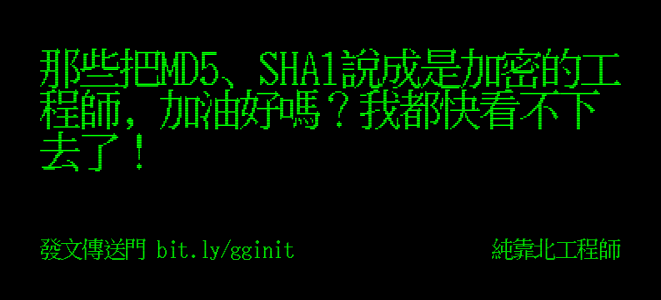 那些把MD5、SHA1說成是加密的工
程師，加油好嗎？我都快看不下
去了！
發文傳送門 bit.ly/gginit
純靠北工程師